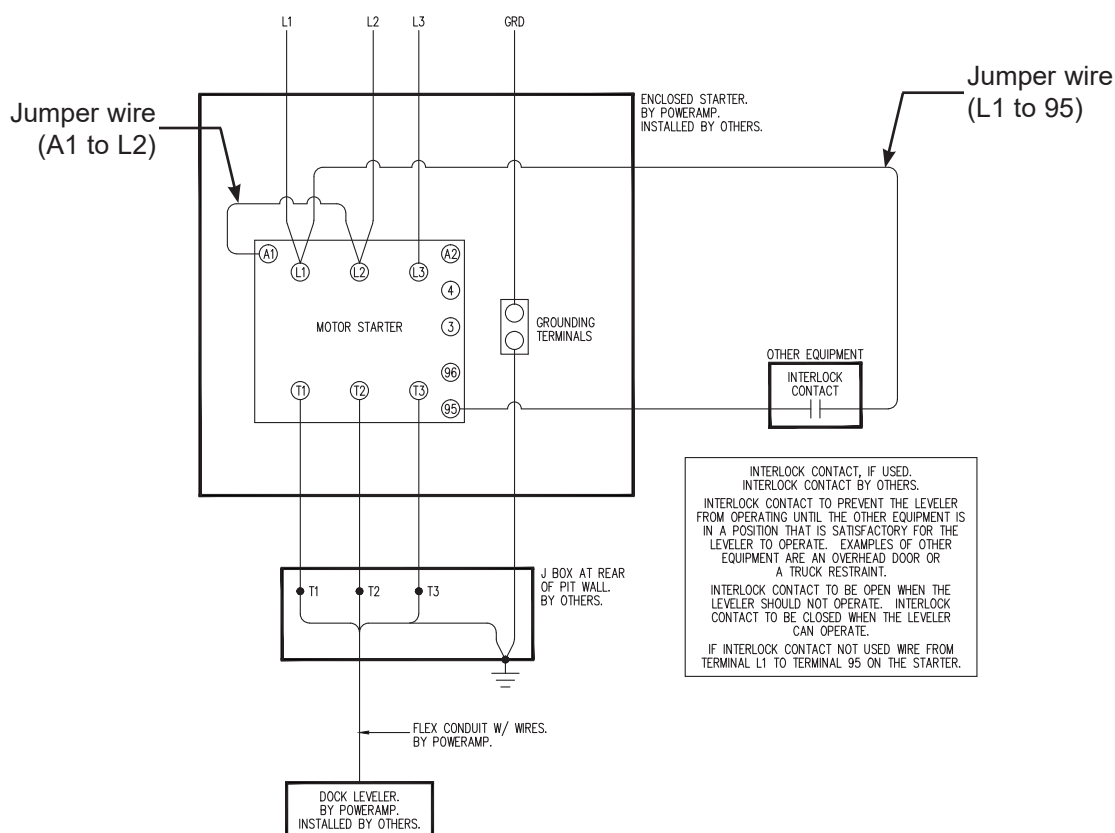 L1
L2
L3
GRD
Jumper wire
(A1 to L2)
Jumper wire
(L1 to 95)
ENCLOSED STARTER.
BY POWERAMP.
INSTALLED BY OTHERS.
A1
L1
L2
L3
A2
4
3
96
95
MOTOR STARTER
T1
T2
T3
GROUNDING
TERMINALS
OTHER EQUIPMENT
INTERLOCK
CONTACT
INTERLOCK CONTACT, IF USED.
INTERLOCK CONTACT BY OTHERS.
INTERLOCK CONTACT TO PREVENT THE LEVELER
FROM OPERATING UNTIL THE OTHER EQUIPMENT IS
IN A POSITION THAT IS SATISFACTORY FOR THE
LEVELER TO OPERATE. EXAMPLES OF OTHER
EQUIPMENT ARE AN OVERHEAD DOOR OR
A TRUCK RESTRAINT.
INTERLOCK CONTACT TO BE OPEN WHEN THE
LEVELER SHOULD NOT OPERATE. INTERLOCK
CONTACT TO BE CLOSED WHEN THE LEVELER
CAN OPERATE.
IF INTERLOCK CONTACT NOT USED WIRE FROM
TERMINAL L1 TO TERMINAL 95 ON THE STARTER.
T1
T2
T3
J BOX AT REAR
OF PIT WALL.
BY OTHERS.
FLEX CONDUIT W/ WIRES.
BY POWERAMP.
DOCK LEVELER.
BY POWERAMP.
INSTALLED BY OTHERS.